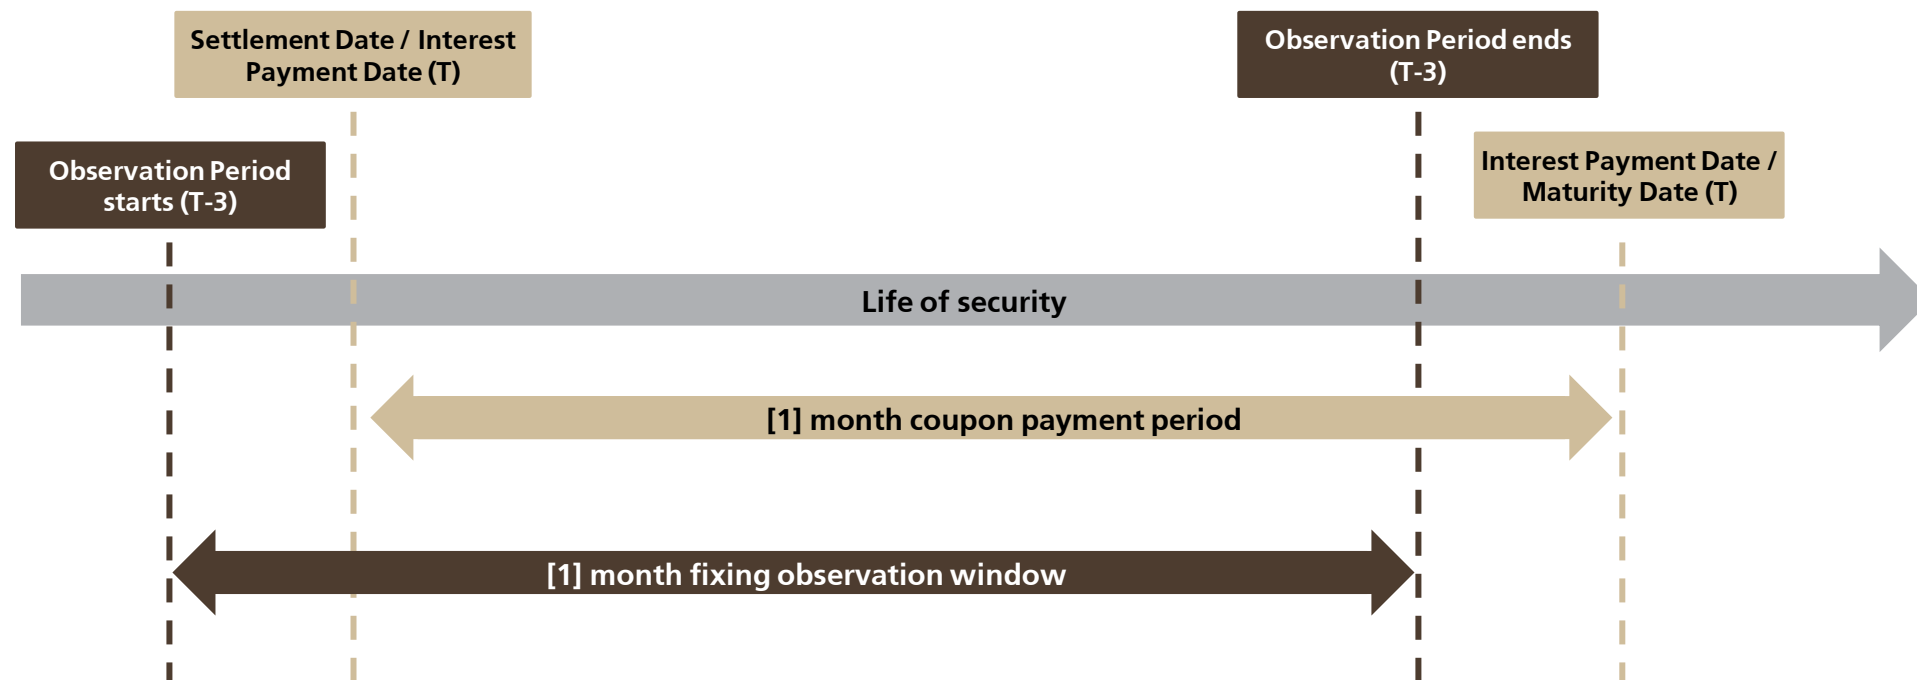 Settlement Date / Interest
Payment Date (T)
Observation Period ends
(T-3)
Observation Period
starts (T-3)
Interest Payment Date /
Maturity Date (T)
Life of security
[1] month coupon payment period
[1] month fixing observation window